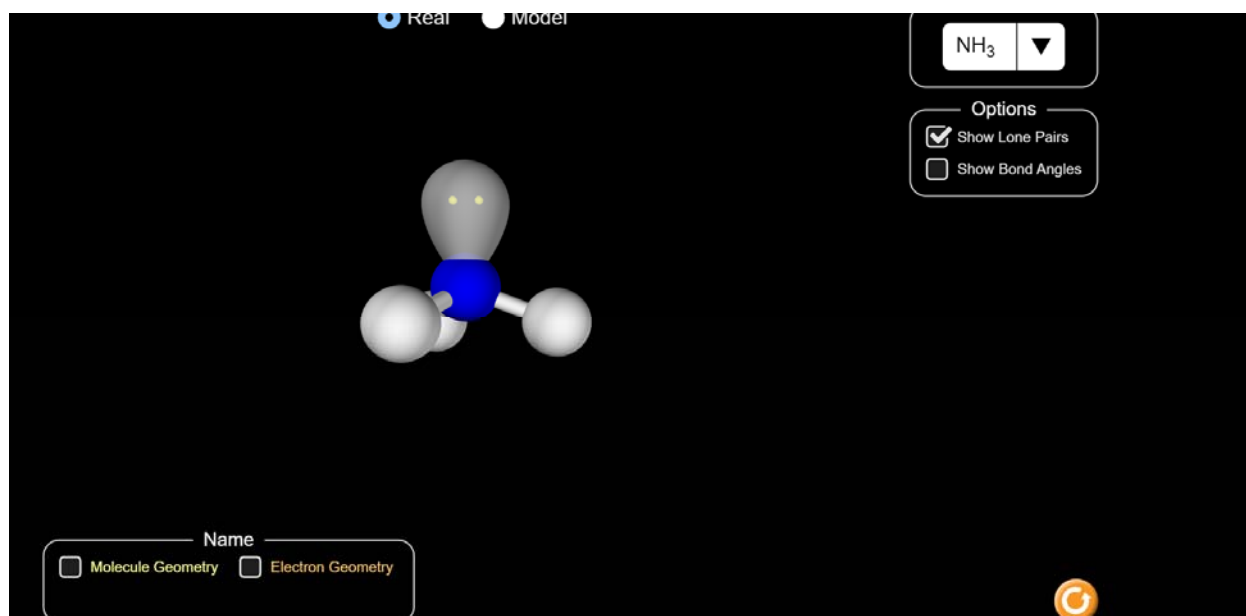 Real Model
NH₃
Options
Show Lone Pairs
Show Bond Angles
Name
Molecule Geometry Electron Geometry